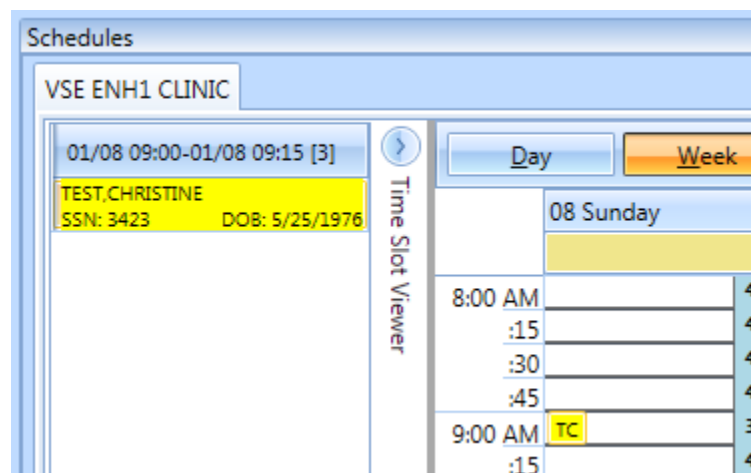 Schedules
VSE ENH1 CLINIC
01/08 09:00-01/08 09:15 [3]
TEST,CHRISTINE
SSN: 3423 DOB: 5/25/1976
Time Slot Viewer
Day Week
08 Sunday
8:00 AM
:15
:30
:45
9:00 AM TC
:15